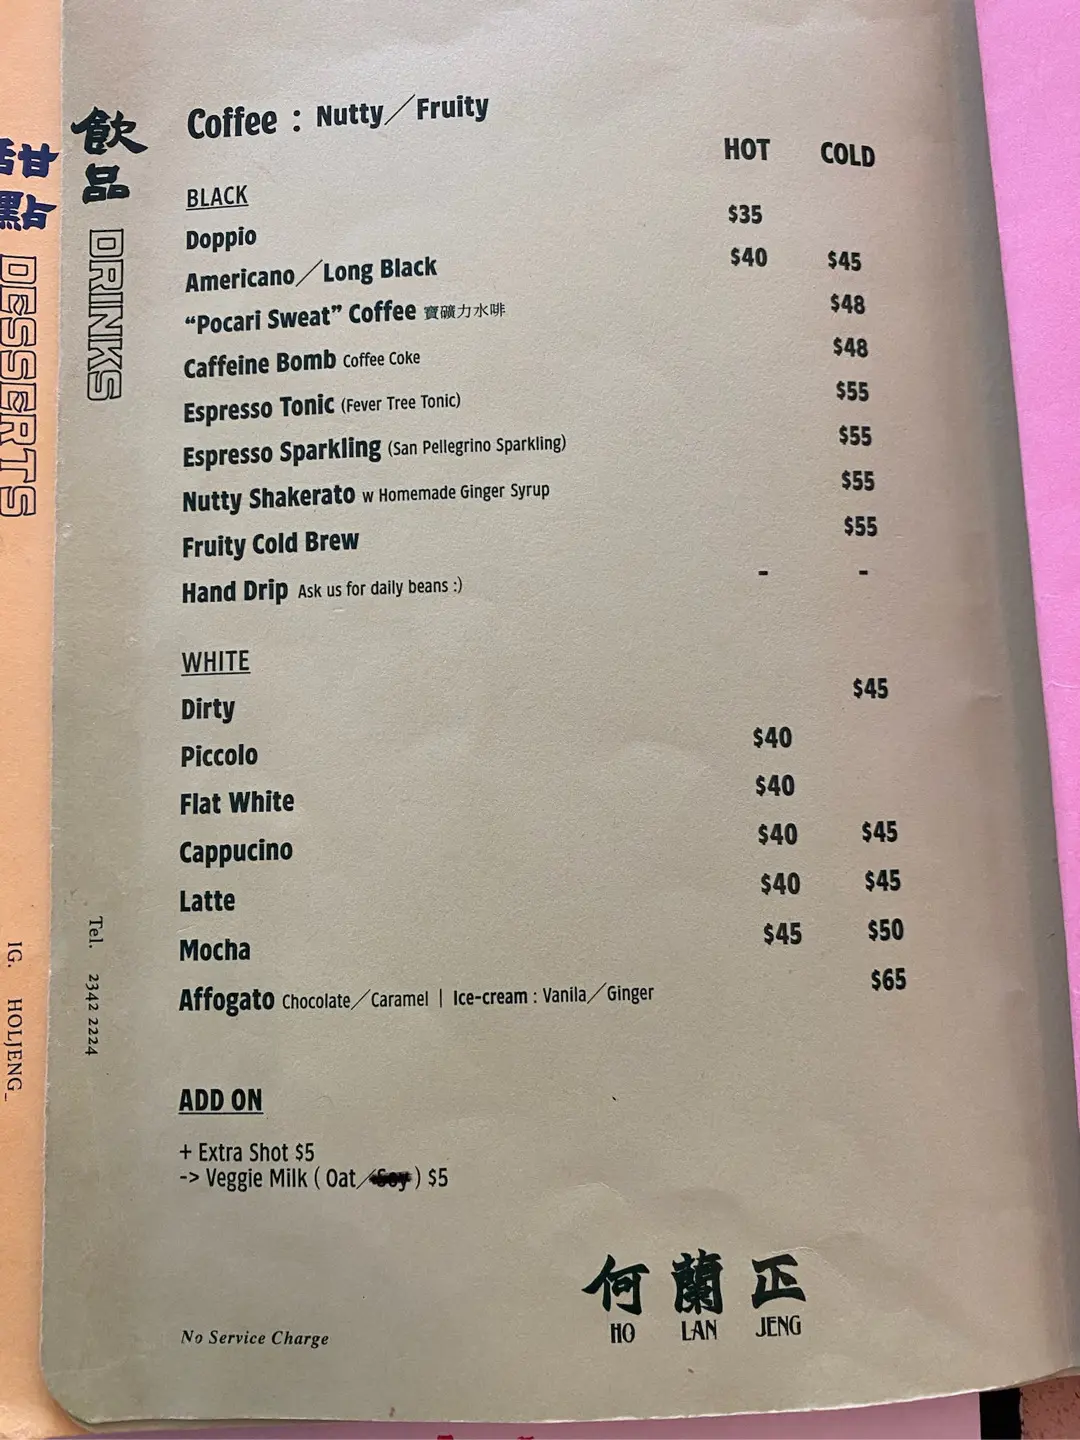 Coffee : Nutty／Fruity
HOT COLD
BLACK
Doppio $35
Americano／Long Black $40 $45
“Pocari Sweat” Coffee 寶礦力水啡 $48
Caffeine Bomb Coffee Coke $48
Espresso Tonic (Fever Tree Tonic) $55
Espresso Sparkling (San Pellegrino Sparkling) $55
Nutty Shakerato w Homemade Ginger Syrup $55
Fruity Cold Brew $55
Hand Drip Ask us for daily beans :) - -
WHITE
Dirty $45
Piccolo $40
Flat White $40
Cappucino $40 $45
Latte $40 $45
Mocha $45 $50
Affogato Chocolate／Caramel | Ice-cream : Vanila／Ginger $65
ADD ON
+ Extra Shot $5
-> Veggie Milk ( Oat／Soy ) $5
何蘭正
HO LAN JENG
No Service Charge
飲品 DRINKS
Tel. 2342 2224
甜點 DESSERTS
IG. HOLJENG_